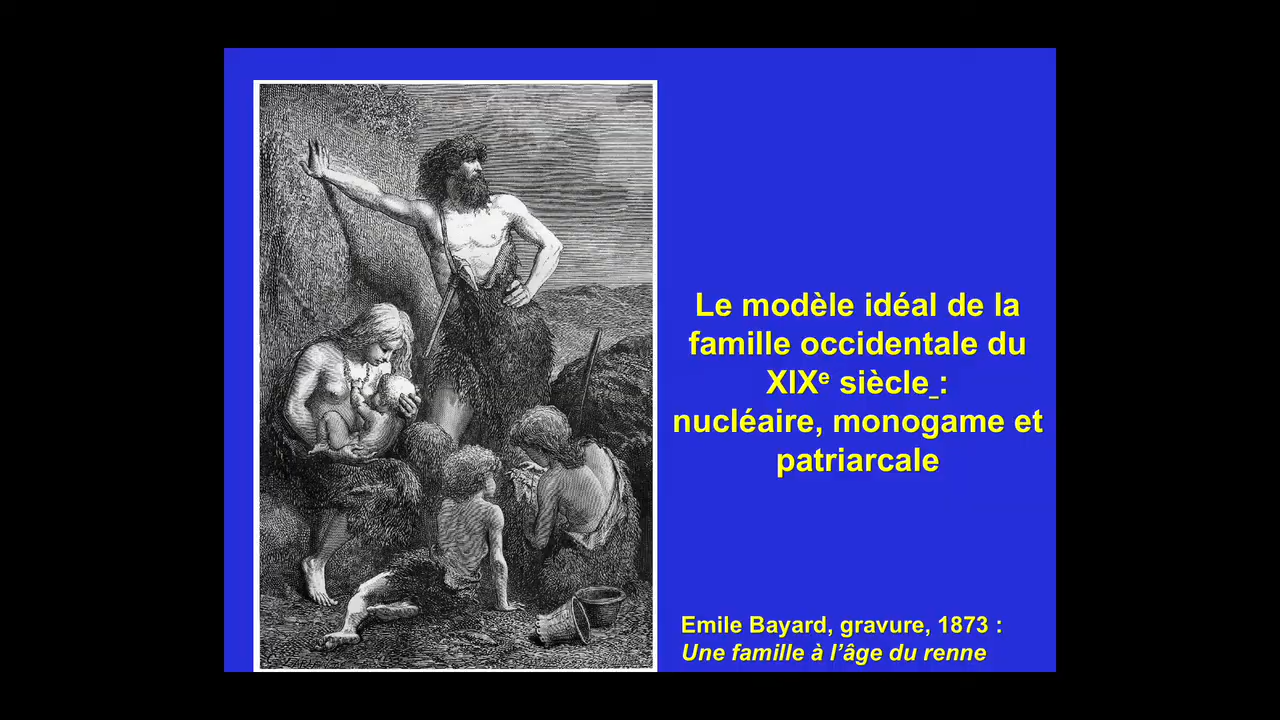 Le modèle idéal de la
famille occidentale du
XIXe siècle :
nucléaire, monogame et
patriarcale
Emile Bayard, gravure, 1873 :
Une famille à l’âge du renne